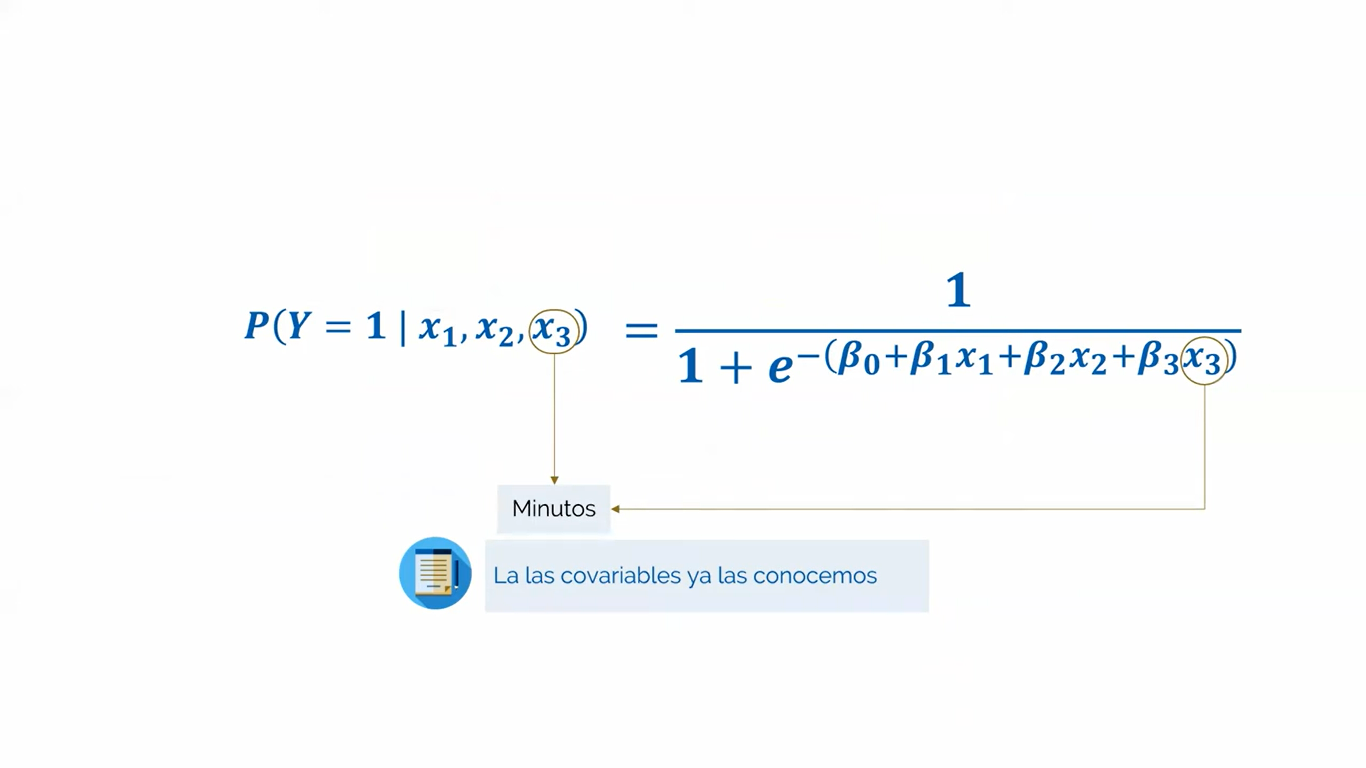 P(Y = 1 | x₁, x₂, x₃) = 1 / 1 + e^−(β₀+β₁x₁+β₂x₂+β₃x₃)
Minutos
La las covariables ya las conocemos